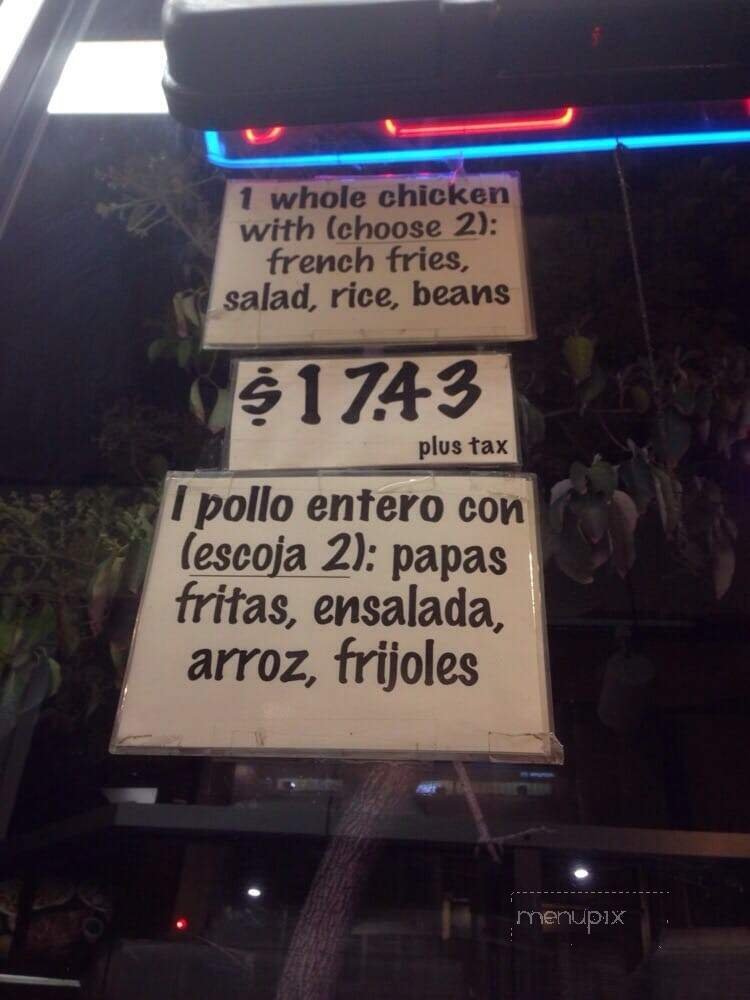 1 whole chicken
with (choose 2):
french fries,
salad, rice, beans
$17.43
plus tax
1 pollo entero con
(escoja 2): papas
fritas, ensalada,
arroz, frijoles
menupix